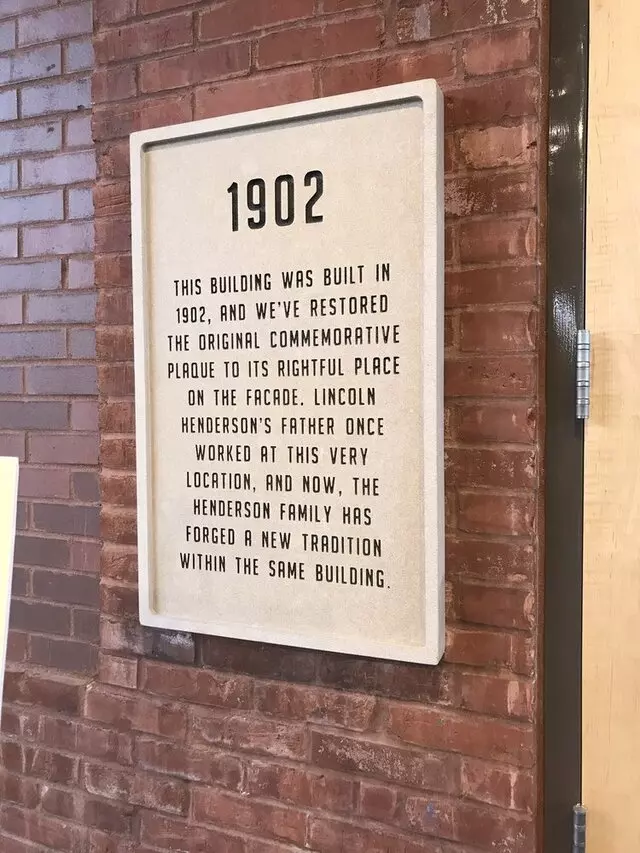 1902
THIS BUILDING WAS BUILT IN
1902, AND WE'VE RESTORED
THE ORIGINAL COMMEMORATIVE
PLAQUE TO ITS RIGHTFUL PLACE
ON THE FACADE. LINCOLN
HENDERSON'S FATHER ONCE
WORKED AT THIS VERY
LOCATION, AND NOW, THE
HENDERSON FAMILY HAS
FORGED A NEW TRADITION
WITHIN THE SAME BUILDING.